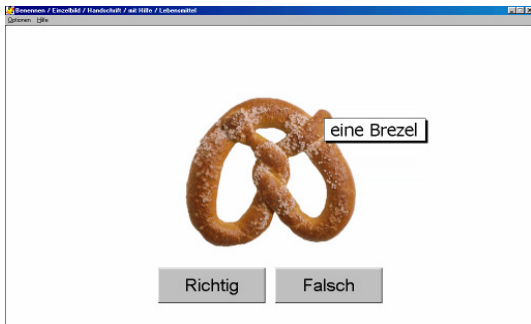 Benennen / Einzelbild / Handschrift / mit Hilfe / Lebensmittel
Optionen Hilfe
eine Brezel
Richtig Falsch